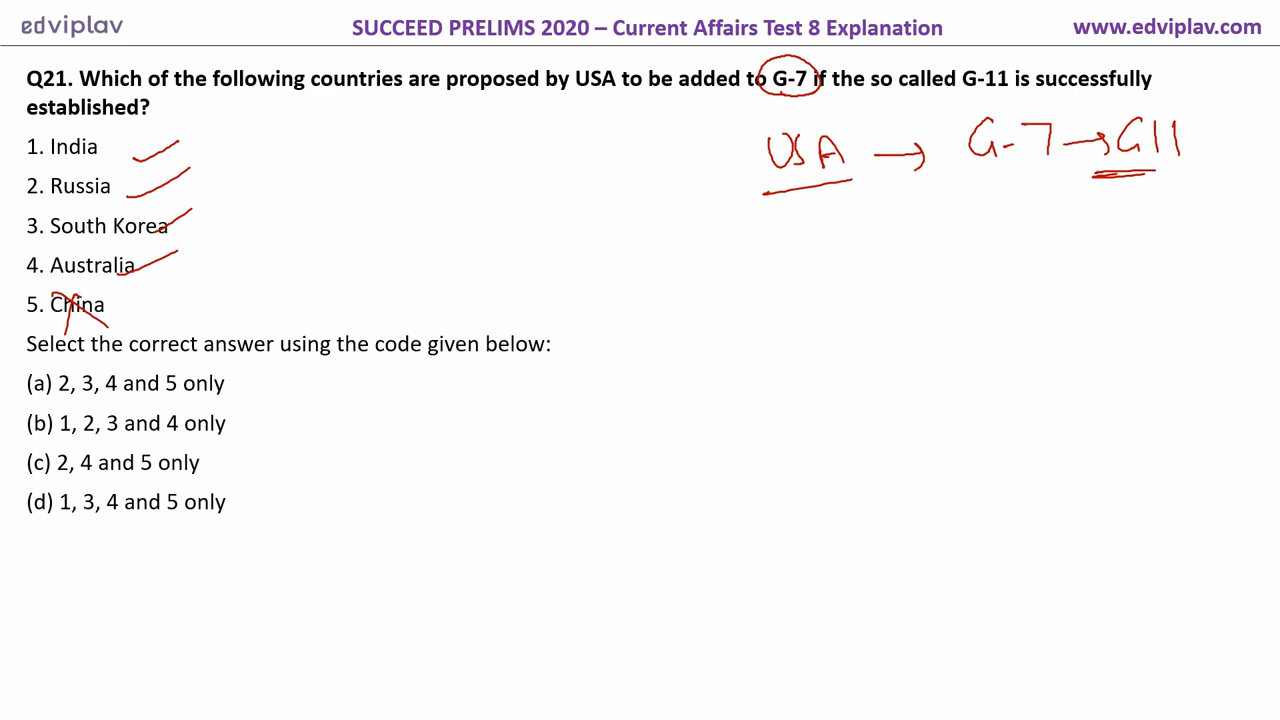 edviplav SUCCEED PRELIMS 2020 – Current Affairs Test 8 Explanation www.edviplav.com
Q21. Which of the following countries are proposed by USA to be added to G-7 if the so called G-11 is successfully
established?
USA → G-7 → G11
1. India
2. Russia
3. South Korea
4. Australia
5. China
Select the correct answer using the code given below:
(a) 2, 3, 4 and 5 only
(b) 1, 2, 3 and 4 only
(c) 2, 4 and 5 only
(d) 1, 3, 4 and 5 only